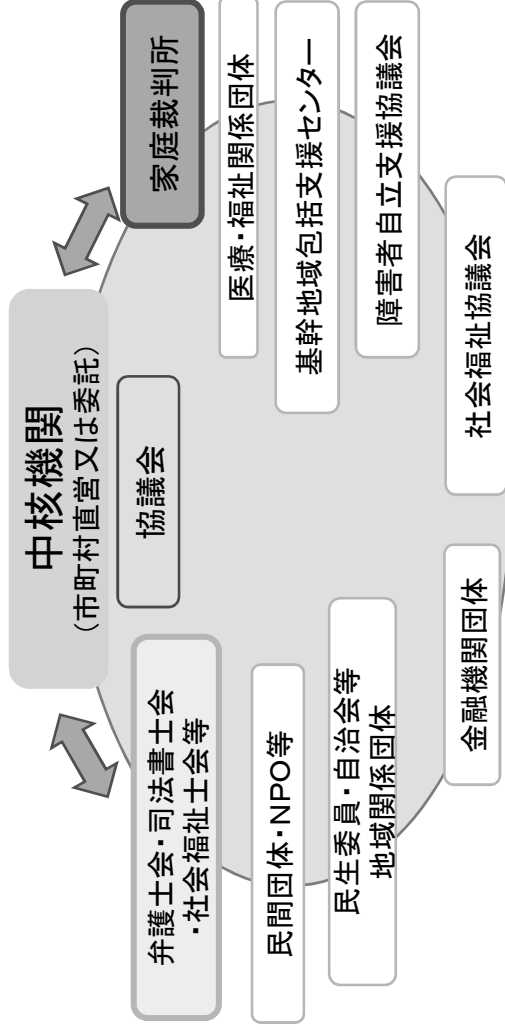 中核機関
（市町村直営又は委託）
協議会
家庭裁判所
弁護士会・司法書士会
・社会福祉士会等
医療・福祉関係団体
民間団体・NPO等
基幹地域包括支援センター
民生委員・自治会等
地域関係団体
障害者自立支援協議会
金融機関団体
社会福祉協議会